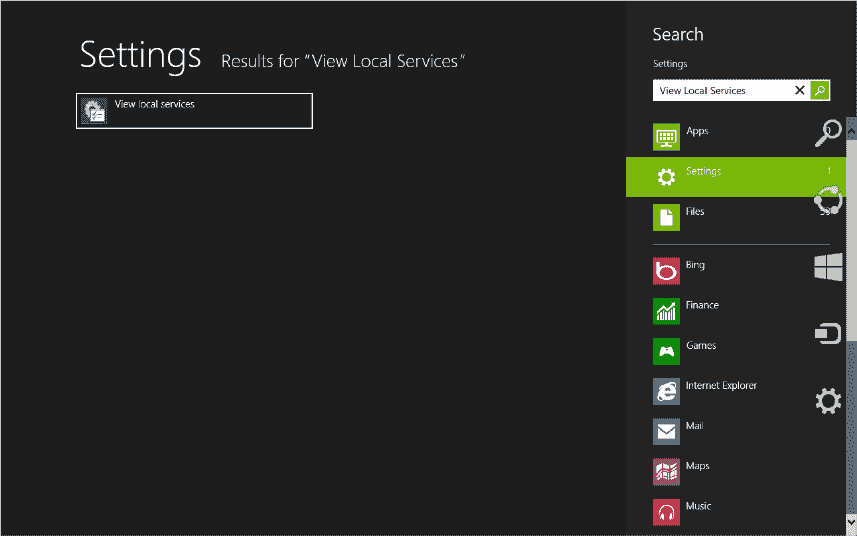 Settings Results for "View Local Services"
View local services
Search
Settings
View Local Services
Apps
Settings 1
Files
Bing
Finance
Games
Internet Explorer
Mail
Maps
Music